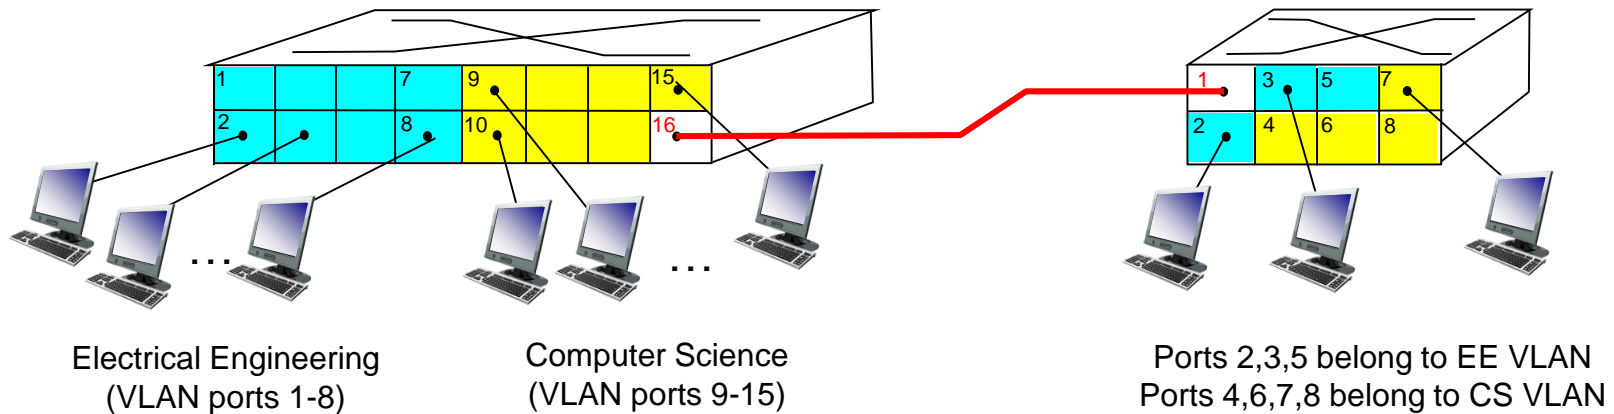 1 7 9 15
2 8 10 16
1 3 5 7
2 4 6 8
... ...
Electrical Engineering
(VLAN ports 1-8)
Computer Science
(VLAN ports 9-15)
Ports 2,3,5 belong to EE VLAN
Ports 4,6,7,8 belong to CS VLAN